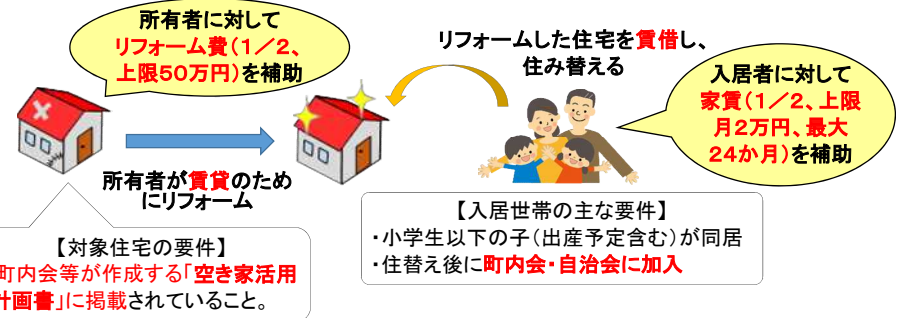 所有者に対して
リフォーム費（1／2、
上限50万円）を補助
リフォームした住宅を賃借し、
住み替える
入居者に対して
家賃（1／2、上限
月2万円、最大
24か月）を補助
所有者が賃貸のため
にリフォーム
【対象住宅の要件】
町内会等が作成する「空き家活用
計画書」に掲載されていること。
【入居世帯の主な要件】
・小学生以下の子（出産予定含む）が同居
・住替え後に町内会・自治会に加入